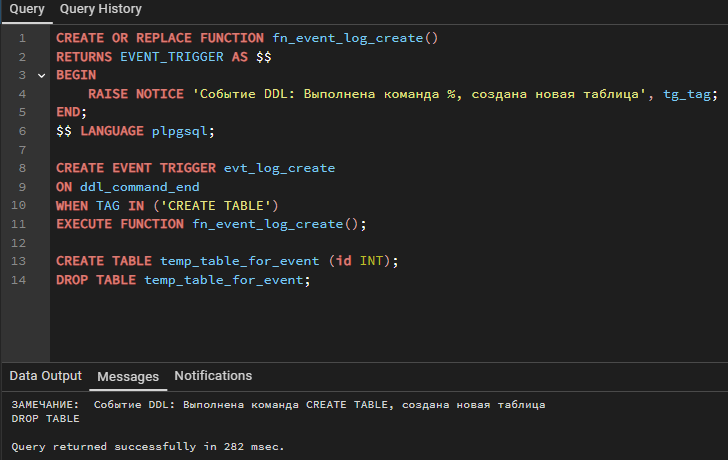 Query Query History
1 CREATE OR REPLACE FUNCTION fn_event_log_create()
2 RETURNS EVENT_TRIGGER AS $$
3 BEGIN
4 RAISE NOTICE 'Событие DDL: Выполнена команда %, создана новая таблица', tg_tag;
5 END;
6 $$ LANGUAGE plpgsql;
7
8 CREATE EVENT TRIGGER evt_log_create
9 ON ddl_command_end
10 WHEN TAG IN ('CREATE TABLE')
11 EXECUTE FUNCTION fn_event_log_create();
12
13 CREATE TABLE temp_table_for_event (id INT);
14 DROP TABLE temp_table_for_event;
Data Output Messages Notifications
ЗАМЕЧАНИЕ: Событие DDL: Выполнена команда CREATE TABLE, создана новая таблица
DROP TABLE
Query returned successfully in 282 msec.